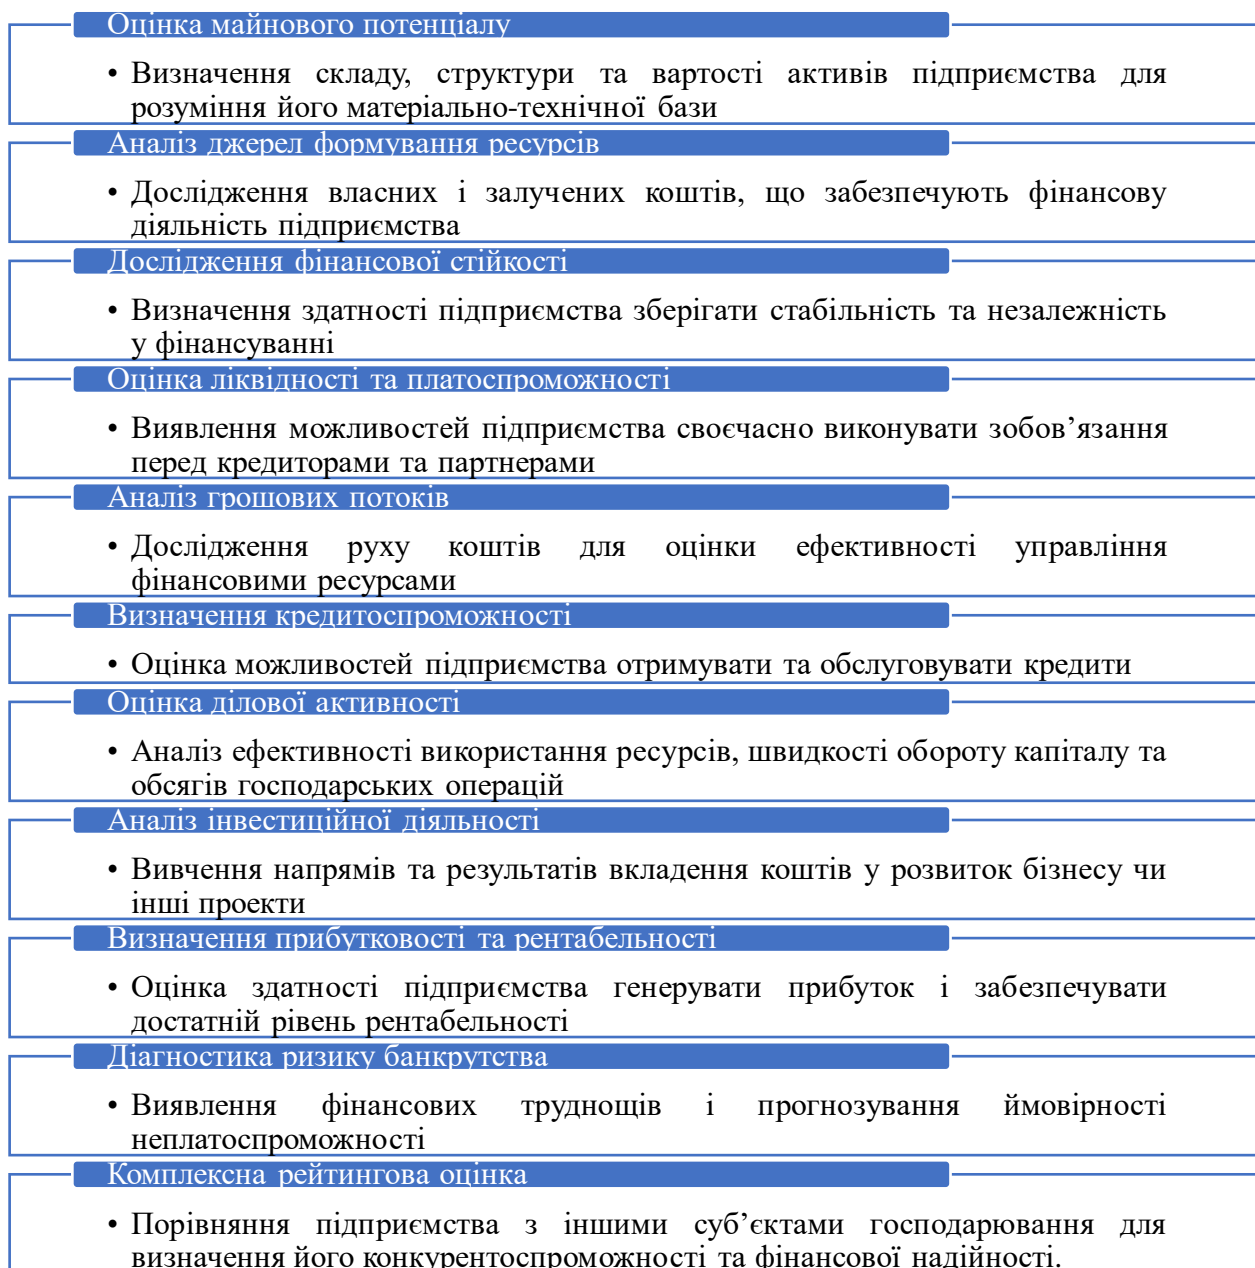 Оцінка майнового потенціалу
• Визначення складу, структури та вартості активів підприємства для
розуміння його матеріально-технічної бази
Аналіз джерел формування ресурсів
• Дослідження власних і залучених коштів, що забезпечують фінансову
діяльність підприємства
Дослідження фінансової стійкості
• Визначення здатності підприємства зберігати стабільність та незалежність
у фінансуванні
Оцінка ліквідності та платоспроможності
• Виявлення можливостей підприємства своєчасно виконувати зобов’язання
перед кредиторами та партнерами
Аналіз грошових потоків
• Дослідження руху коштів для оцінки ефективності управління
фінансовими ресурсами
Визначення кредитоспроможності
• Оцінка можливостей підприємства отримувати та обслуговувати кредити
Оцінка ділової активності
• Аналіз ефективності використання ресурсів, швидкості обороту капіталу та
обсягів господарських операцій
Аналіз інвестиційної діяльності
• Вивчення напрямів та результатів вкладення коштів у розвиток бізнесу чи
інші проекти
Визначення прибутковості та рентабельності
• Оцінка здатності підприємства генерувати прибуток і забезпечувати
достатній рівень рентабельності
Діагностика ризику банкрутства
• Виявлення фінансових труднощів і прогнозування ймовірності
неплатоспроможності
Комплексна рейтингова оцінка
• Порівняння підприємства з іншими суб’єктами господарювання для
визначення його конкурентоспроможності та фінансової надійності.